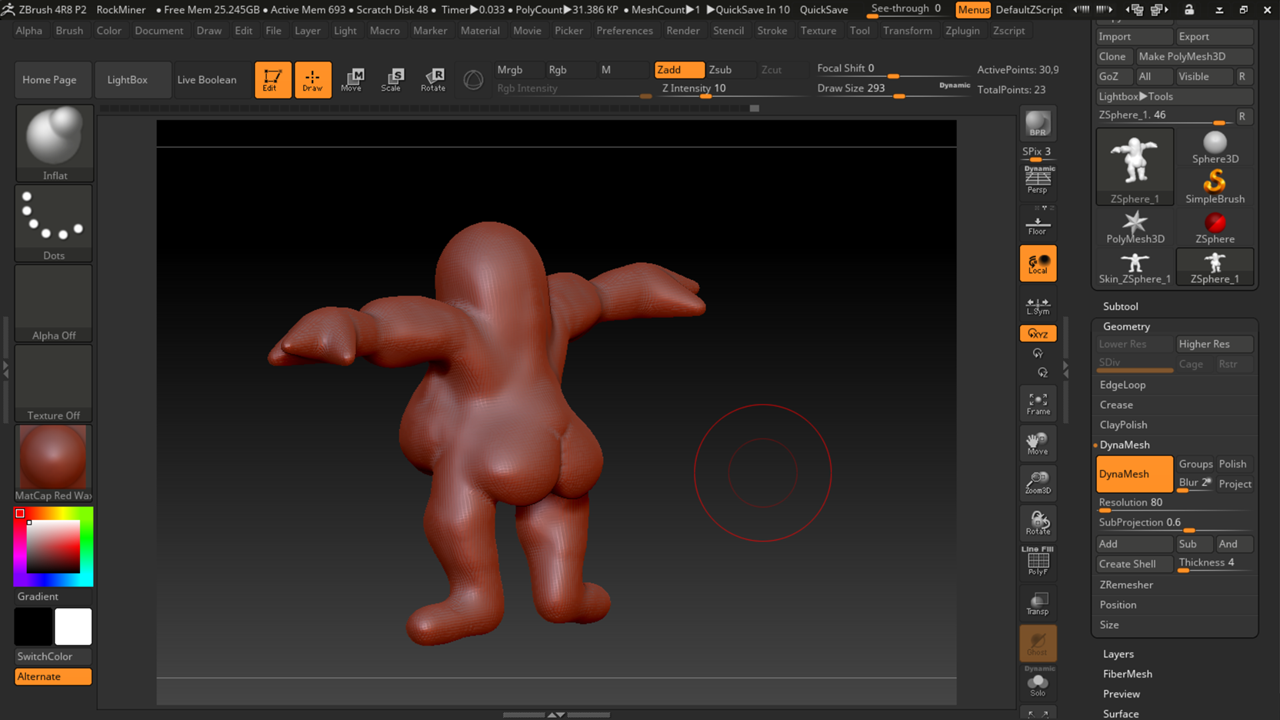 ZBrush 4R8 P2 RockMiner • Free Mem 25.245GB • Active Mem 693 • Scratch Disk 48 • Timer▶0.033 • PolyCount▶31.386 KP • MeshCount▶1 ▶QuickSave In 10 QuickSave See-through 0 Menus DefaultZScript
Alpha Brush Color Document Draw Edit File Layer Light Macro Marker Material Movie Picker Preferences Render Stencil Stroke Texture Tool Transform Zplugin Zscript
Import Export
Clone Make PolyMesh3D
GoZ All Visible R
Lightbox▶Tools
ZSphere_1. 46 R
Home Page LightBox Live Boolean Edit Draw Move Scale Rotate
Mrgb Rgb M Zadd Zsub Zcut Focal Shift 0 ActivePoints: 30,9
Rgb Intensity Z Intensity 10 Draw Size 293 Dynamic TotalPoints: 23
Inflat
Dots
Alpha Off
Texture Off
MatCap Red Wax
Gradient
SwitchColor
Alternate
BPR
SPix 3
Dynamic
Persp
Floor
Local
L.Sym
XYZ
Frame
Move
Zoom3D
Rotate
Line Fill
PolyF
Transp
Ghost
Dynamic
Solo
Sphere3D
ZSphere_1 SimpleBrush
PolyMesh3D ZSphere
Skin_ZSphere_1 ZSphere_1
Subtool
Geometry
Lower Res Higher Res
SDiv Cage Rstr
EdgeLoop
Crease
ClayPolish
DynaMesh
DynaMesh Groups Polish
Blur 2 Project
Resolution 80
SubProjection 0.6
Add Sub And
Create Shell Thickness 4
ZRemesher
Position
Size
Layers
FiberMesh
Preview
Surface